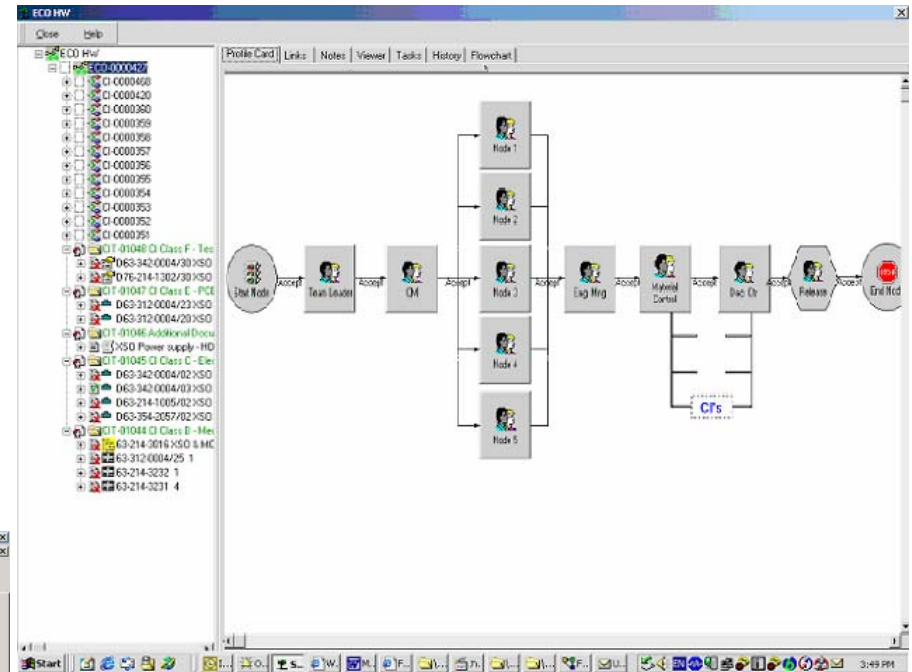 ECO HW
Close Help
ECO Hw
ECO-0000427
CI-0000468
CI-0000420
CI-0000360
CI-0000359
CI-0000358
CI-0000357
CI-0000356
CI-0000355
CI-0000354
CI-0000353
CI-0000352
CI-0000351
CIT-01048 CI Class F - Tes
D63-342-0004/30 XSO
D76-214-1302/30 XSO
CIT-01047 CI Class E - PCB
D63-312-0004/23 XSO
D63-312-0004/20 XSO
CIT-01046 Additional Docu
XSO Power supply - HD
CIT-01045 CI Class C - Elec
D63-342-0004/02 XSO
D63-342-0004/03 XSO
D63-214-1005/02 XSO
D63-354-2057/02 XSO
CIT-01044 CI Class B - Mec
63-214-3016 XSO & MC
63-312-0004/25 1
63-214-3232 1
63-214-3231 4
Profile Card Links Notes Viewer Tasks History Flowchart
Node 1
Node 2
Start Node Accept Team Leader Accept CM Accept Node 3 Accept Eng Mng Accept Material Control Accept Doc Ctr Accept Release Accept End Nod
STOP
Node 4
CI's
Node 5
Start
3:49 PM